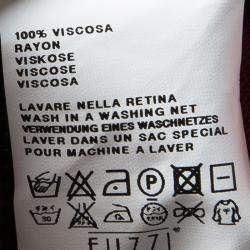 100% VISCOSA
RAYON
VISKOSE
VISCOSE
VISCOSA
LAVARE NELLA RETINA
WASH IN A WASHING NET
VERWENDUNG EINES WASCHNETZES
LAVER DANS UN SAC SPECIAL
POUR MACHINE A LAVER
P
30
FUZZI